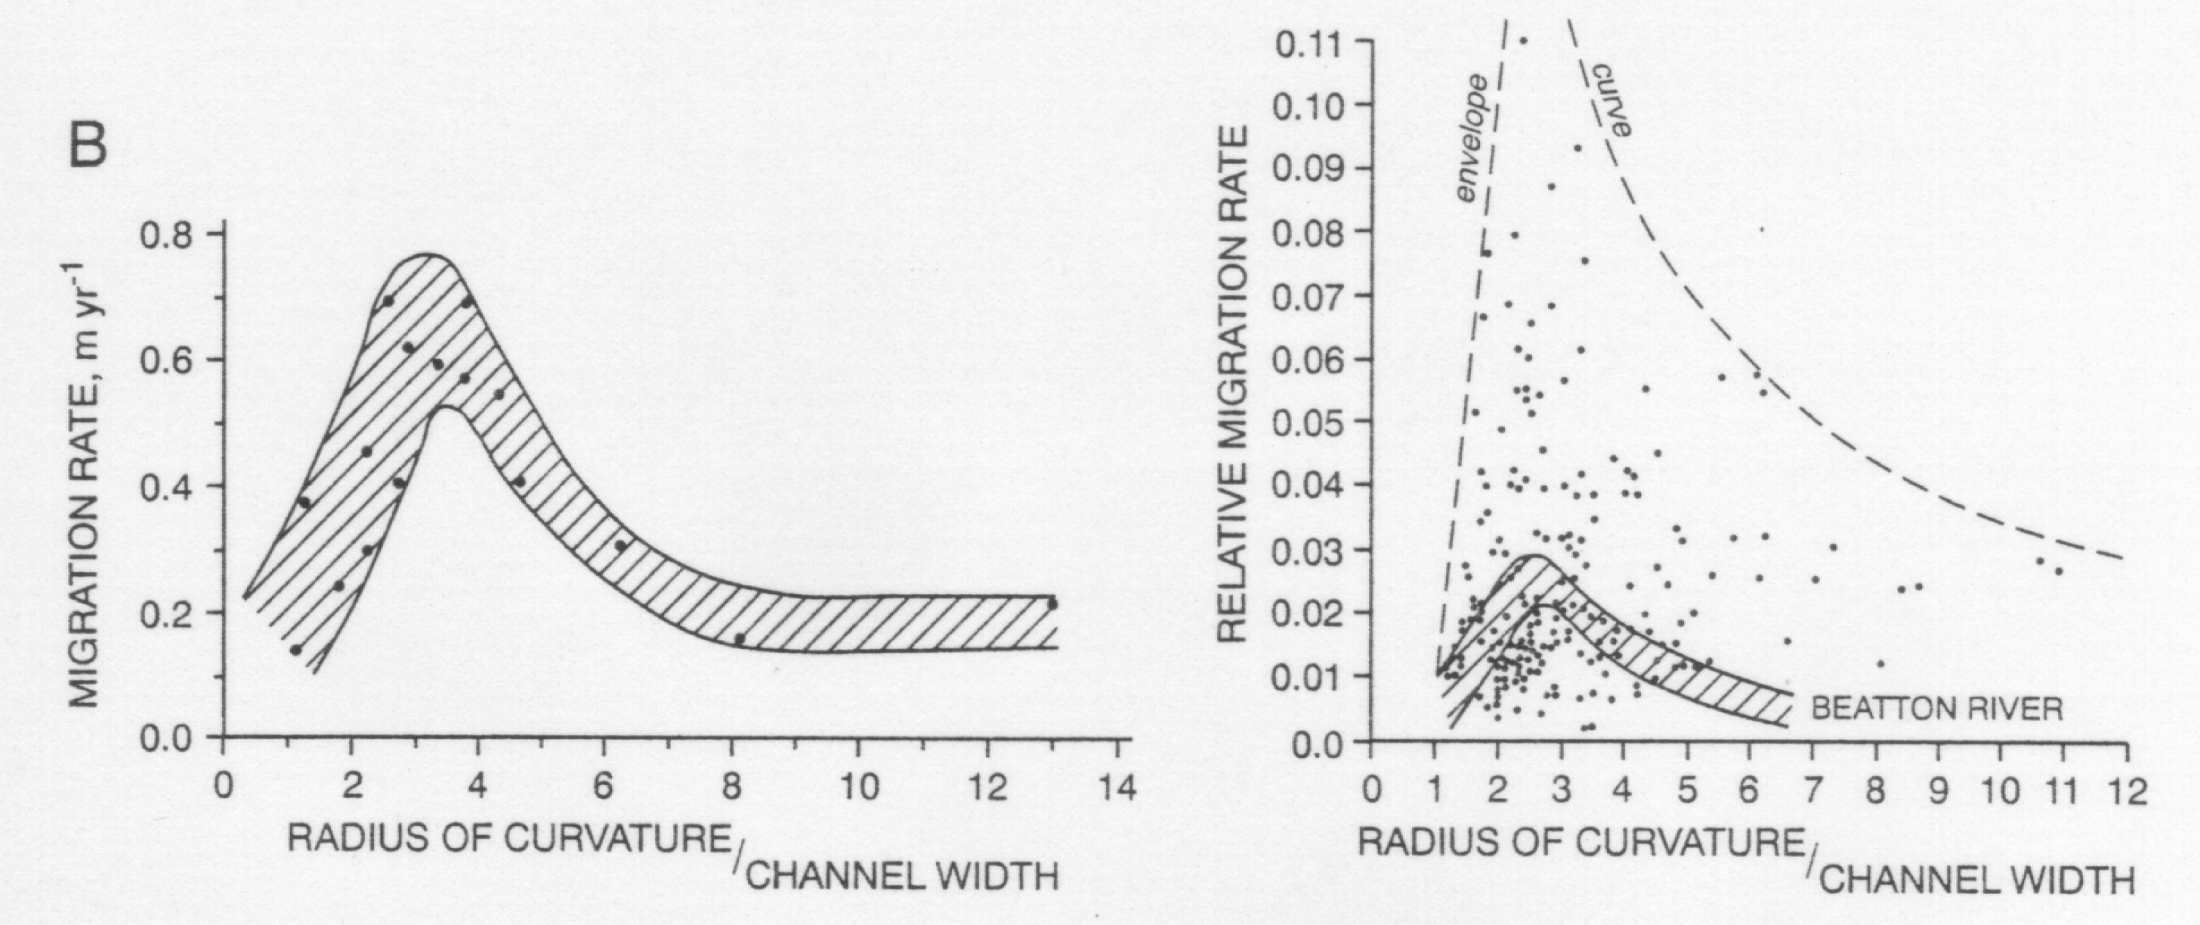 B
MIGRATION RATE, m yr-1
0.8
0.6
0.4
0.2
0.0
0 2 4 6 8 10 12 14
RADIUS OF CURVATURE/CHANNEL WIDTH
RELATIVE MIGRATION RATE
0.11
0.10
0.09
0.08
0.07
0.06
0.05
0.04
0.03
0.02
0.01
0.0
envelope
curve
BEATTON RIVER
0 1 2 3 4 5 6 7 8 9 10 11 12
RADIUS OF CURVATURE/CHANNEL WIDTH